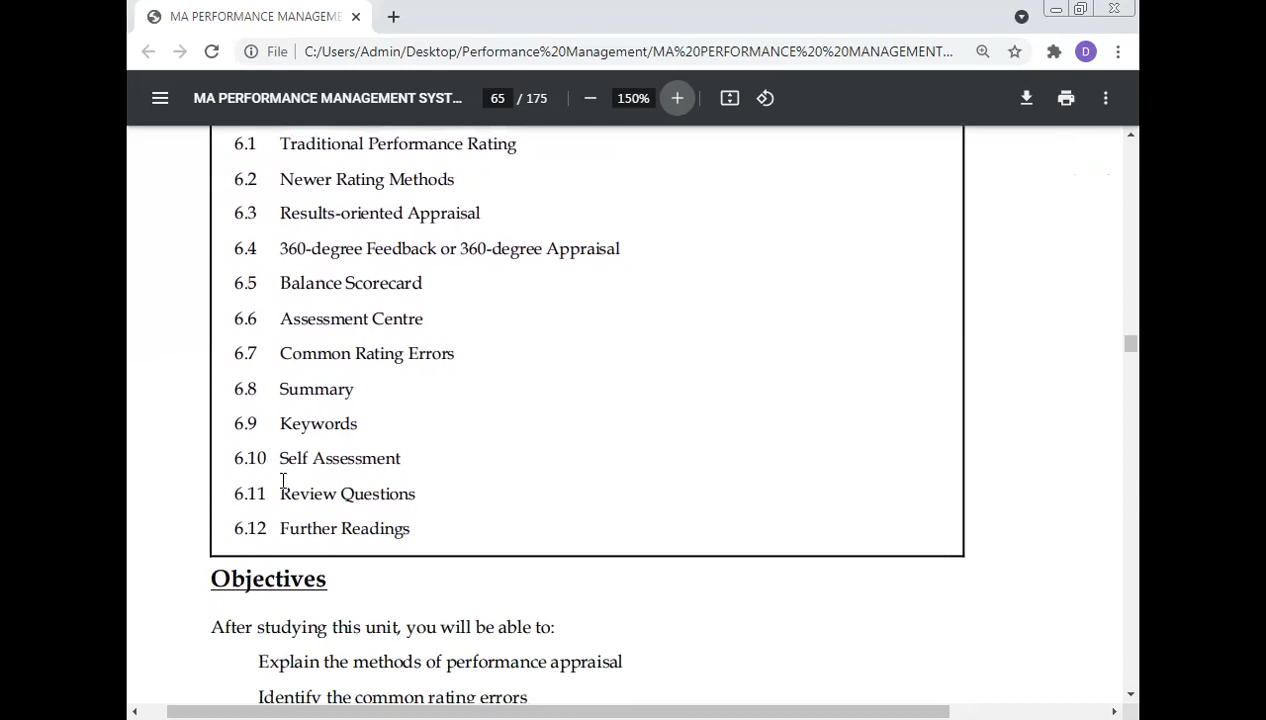 MA PERFORMANCE MANAGEME
File C:/Users/Admin/Desktop/Performance%20Management/MA%20PERFORMANCE%20%20MANAGEMENT...
MA PERFORMANCE MANAGEMENT SYST... 65 / 175 150%
D
6.1 Traditional Performance Rating
6.2 Newer Rating Methods
6.3 Results-oriented Appraisal
6.4 360-degree Feedback or 360-degree Appraisal
6.5 Balance Scorecard
6.6 Assessment Centre
6.7 Common Rating Errors
6.8 Summary
6.9 Keywords
6.10 Self Assessment
6.11 Review Questions
6.12 Further Readings
Objectives
After studying this unit, you will be able to:
Explain the methods of performance appraisal
Identify the common rating errors